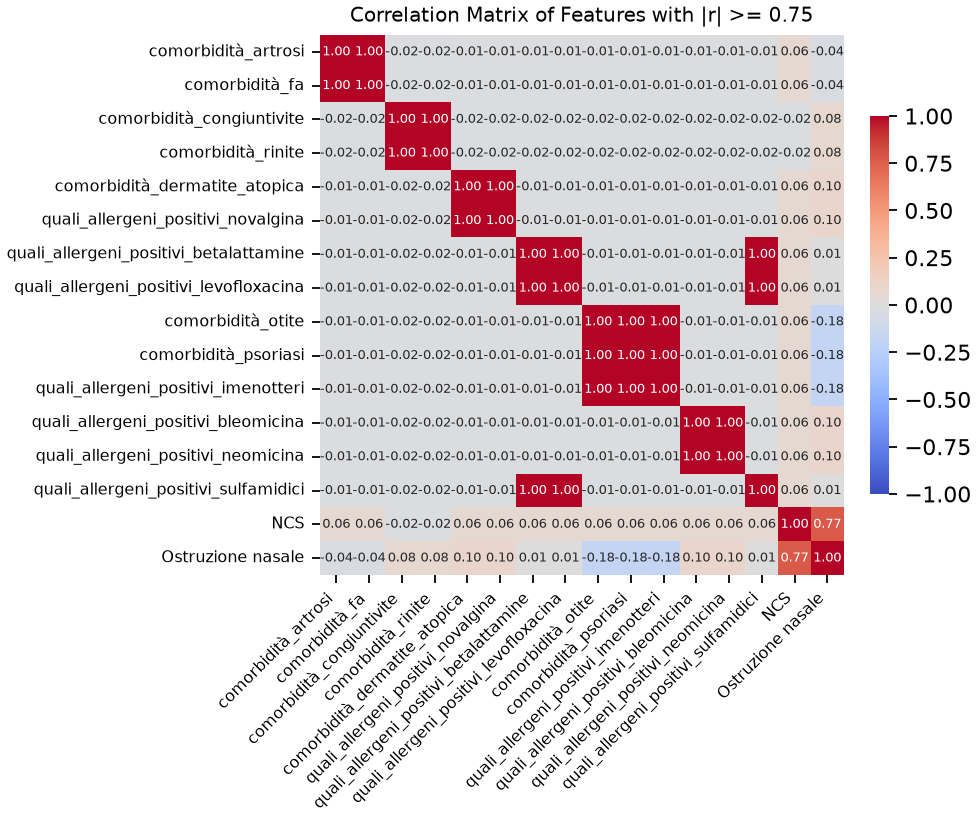 Correlation Matrix of Features with |r| >= 0.75
comorbidità_artrosi 1.00 1.00 -0.02 -0.02 -0.01 -0.01 -0.01 -0.01 -0.01 -0.01 -0.01 -0.01 -0.01 -0.01 0.06 -0.04
comorbidità_fa 1.00 1.00 -0.02 -0.02 -0.01 -0.01 -0.01 -0.01 -0.01 -0.01 -0.01 -0.01 -0.01 -0.01 0.06 -0.04
comorbidità_congiuntivite -0.02 -0.02 1.00 1.00 -0.02 -0.02 -0.02 -0.02 -0.02 -0.02 -0.02 -0.02 -0.02 -0.02 -0.02 0.08
comorbidità_rinite -0.02 -0.02 1.00 1.00 -0.02 -0.02 -0.02 -0.02 -0.02 -0.02 -0.02 -0.02 -0.02 -0.02 -0.02 0.08
comorbidità_dermatite_atopica -0.01 -0.01 -0.02 -0.02 1.00 1.00 -0.01 -0.01 -0.01 -0.01 -0.01 -0.01 -0.01 -0.01 0.06 0.10
quali_allergeni_positivi_novalgina -0.01 -0.01 -0.02 -0.02 1.00 1.00 -0.01 -0.01 -0.01 -0.01 -0.01 -0.01 -0.01 -0.01 0.06 0.10
quali_allergeni_positivi_betalattamine -0.01 -0.01 -0.02 -0.02 -0.01 -0.01 1.00 1.00 -0.01 -0.01 -0.01 -0.01 -0.01 1.00 0.06 0.01
quali_allergeni_positivi_levofloxacina -0.01 -0.01 -0.02 -0.02 -0.01 -0.01 1.00 1.00 -0.01 -0.01 -0.01 -0.01 -0.01 1.00 0.06 0.01
comorbidità_otite -0.01 -0.01 -0.02 -0.02 -0.01 -0.01 -0.01 -0.01 1.00 1.00 1.00 -0.01 -0.01 -0.01 0.06 -0.18
comorbidità_psoriasi -0.01 -0.01 -0.02 -0.02 -0.01 -0.01 -0.01 -0.01 1.00 1.00 1.00 -0.01 -0.01 -0.01 0.06 -0.18
quali_allergeni_positivi_imenotteri -0.01 -0.01 -0.02 -0.02 -0.01 -0.01 -0.01 -0.01 1.00 1.00 1.00 -0.01 -0.01 -0.01 0.06 -0.18
quali_allergeni_positivi_bleomicina -0.01 -0.01 -0.02 -0.02 -0.01 -0.01 -0.01 -0.01 -0.01 -0.01 -0.01 1.00 1.00 -0.01 0.06 0.10
quali_allergeni_positivi_neomicina -0.01 -0.01 -0.02 -0.02 -0.01 -0.01 -0.01 -0.01 -0.01 -0.01 -0.01 1.00 1.00 -0.01 0.06 0.10
quali_allergeni_positivi_sulfamidici -0.01 -0.01 -0.02 -0.02 -0.01 -0.01 1.00 1.00 -0.01 -0.01 -0.01 -0.01 -0.01 1.00 0.06 0.01
NCS 0.06 0.06 -0.02 -0.02 0.06 0.06 0.06 0.06 0.06 0.06 0.06 0.06 0.06 0.06 1.00 0.77
Ostruzione nasale -0.04 -0.04 0.08 0.08 0.10 0.10 0.01 0.01 -0.18 -0.18 -0.18 0.10 0.10 0.01 0.77 1.00
comorbidità_artrosi
comorbidità_fa
comorbidità_congiuntivite
comorbidità_rinite
comorbidità_dermatite_atopica
quali_allergeni_positivi_novalgina
quali_allergeni_positivi_betalattamine
quali_allergeni_positivi_levofloxacina
comorbidità_otite
comorbidità_psoriasi
quali_allergeni_positivi_imenotteri
quali_allergeni_positivi_bleomicina
quali_allergeni_positivi_neomicina
quali_allergeni_positivi_sulfamidici
NCS
Ostruzione nasale
1.00
0.75
0.50
0.25
0.00
−0.25
−0.50
−0.75
−1.00